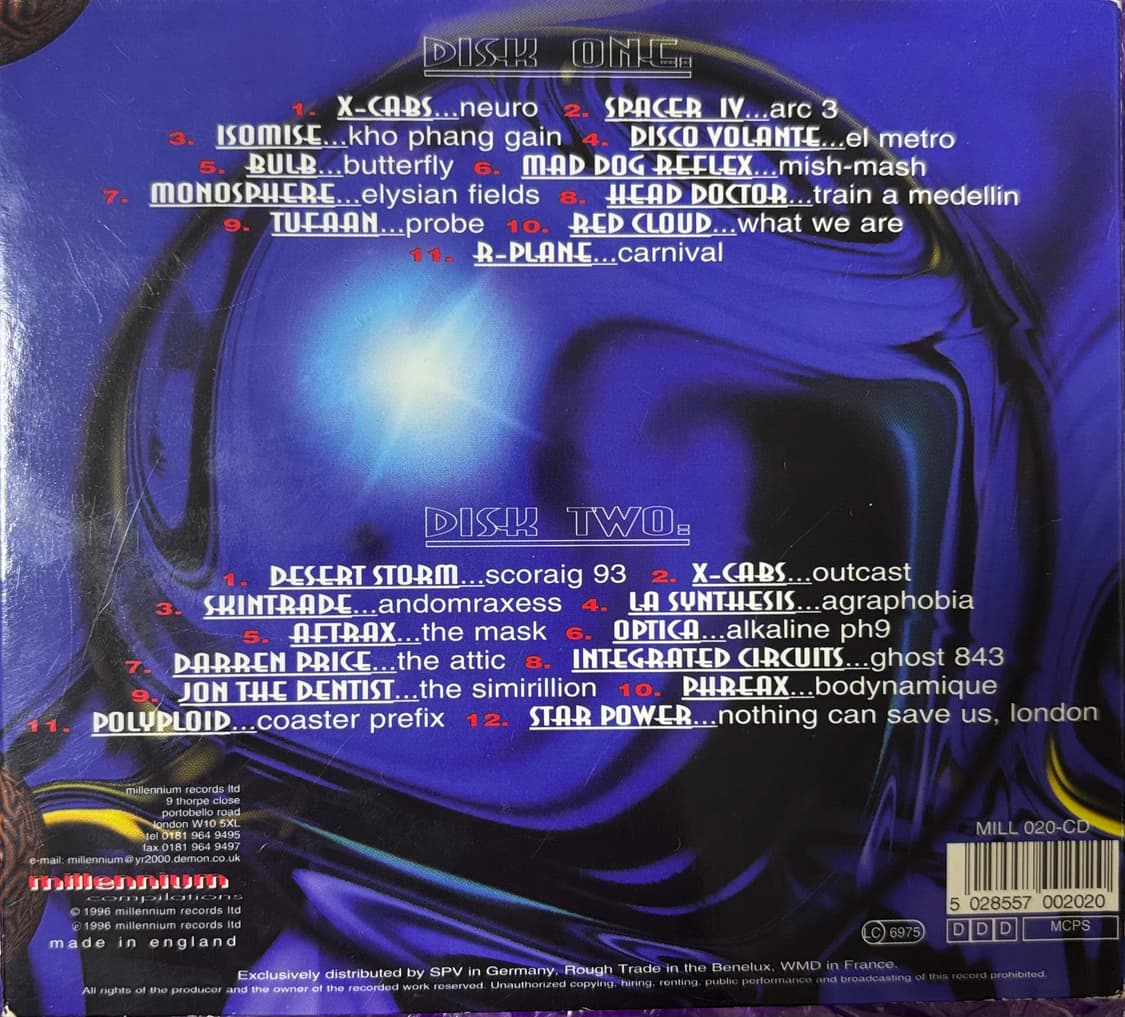 DISK ONE:
1. X-CABS...neuro 2. SPACER IV...arc 3
3. ISOMISE...kho phang gain 4. DISCO VOLANTE...el metro
5. BULB...butterfly 6. MAD DOG REFLEX...mish-mash
7. MONOSPHERE...elysian fields 8. HEAD DOCTOR...train a medellin
9. TUFAAN...probe 10. RED CLOUD...what we are
11. R-PLANE...carnival
DISK TWO:
1. DESERT STORM...scoraig 93 2. X-CABS...outcast
3. SKINTRADE...andomraxess 4. LA SYNTHESIS...agraphobia
5. AFTRAX...the mask 6. OPTICA...alkaline ph9
7. DARREN PRICE...the attic 8. INTEGRATED CIRCUITS...ghost 843
9. JON THE DENTIST...the simirillion 10. PHREAX...bodynamique
11. POLYPLOID...coaster prefix 12. STAR POWER...nothing can save us, london
millennium records ltd
9 thorpe close
portobello road
london W10 5XL
tel 0181 964 9495
fax 0181 964 9497
e-mail: millennium@yr2000.demon.co.uk
millennium
compilations
© 1996 millennium records ltd
℗ 1996 millennium records ltd
made in england
MILL 020-CD
5 028557 002020
LC 6975
D D D MCPS
Exclusively distributed by SPV in Germany, Rough Trade in the Benelux, WMD in France.
All rights of the producer and the owner of the recorded work reserved. Unauthorized copying, hiring, renting, public performance and broadcasting of this record prohibited.